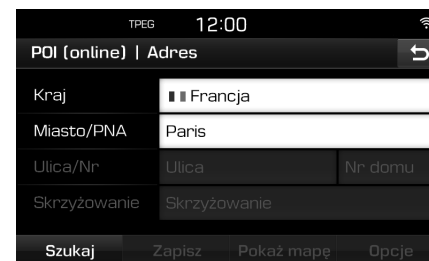 TPEG 12:00
POI (online) | Adres
Kraj Francja
Miasto/PNA Paris
Ulica/Nr Ulica Nr domu
Skrzyżowanie Skrzyżowanie
Szukaj Zapisz Pokaż mapę Opcje